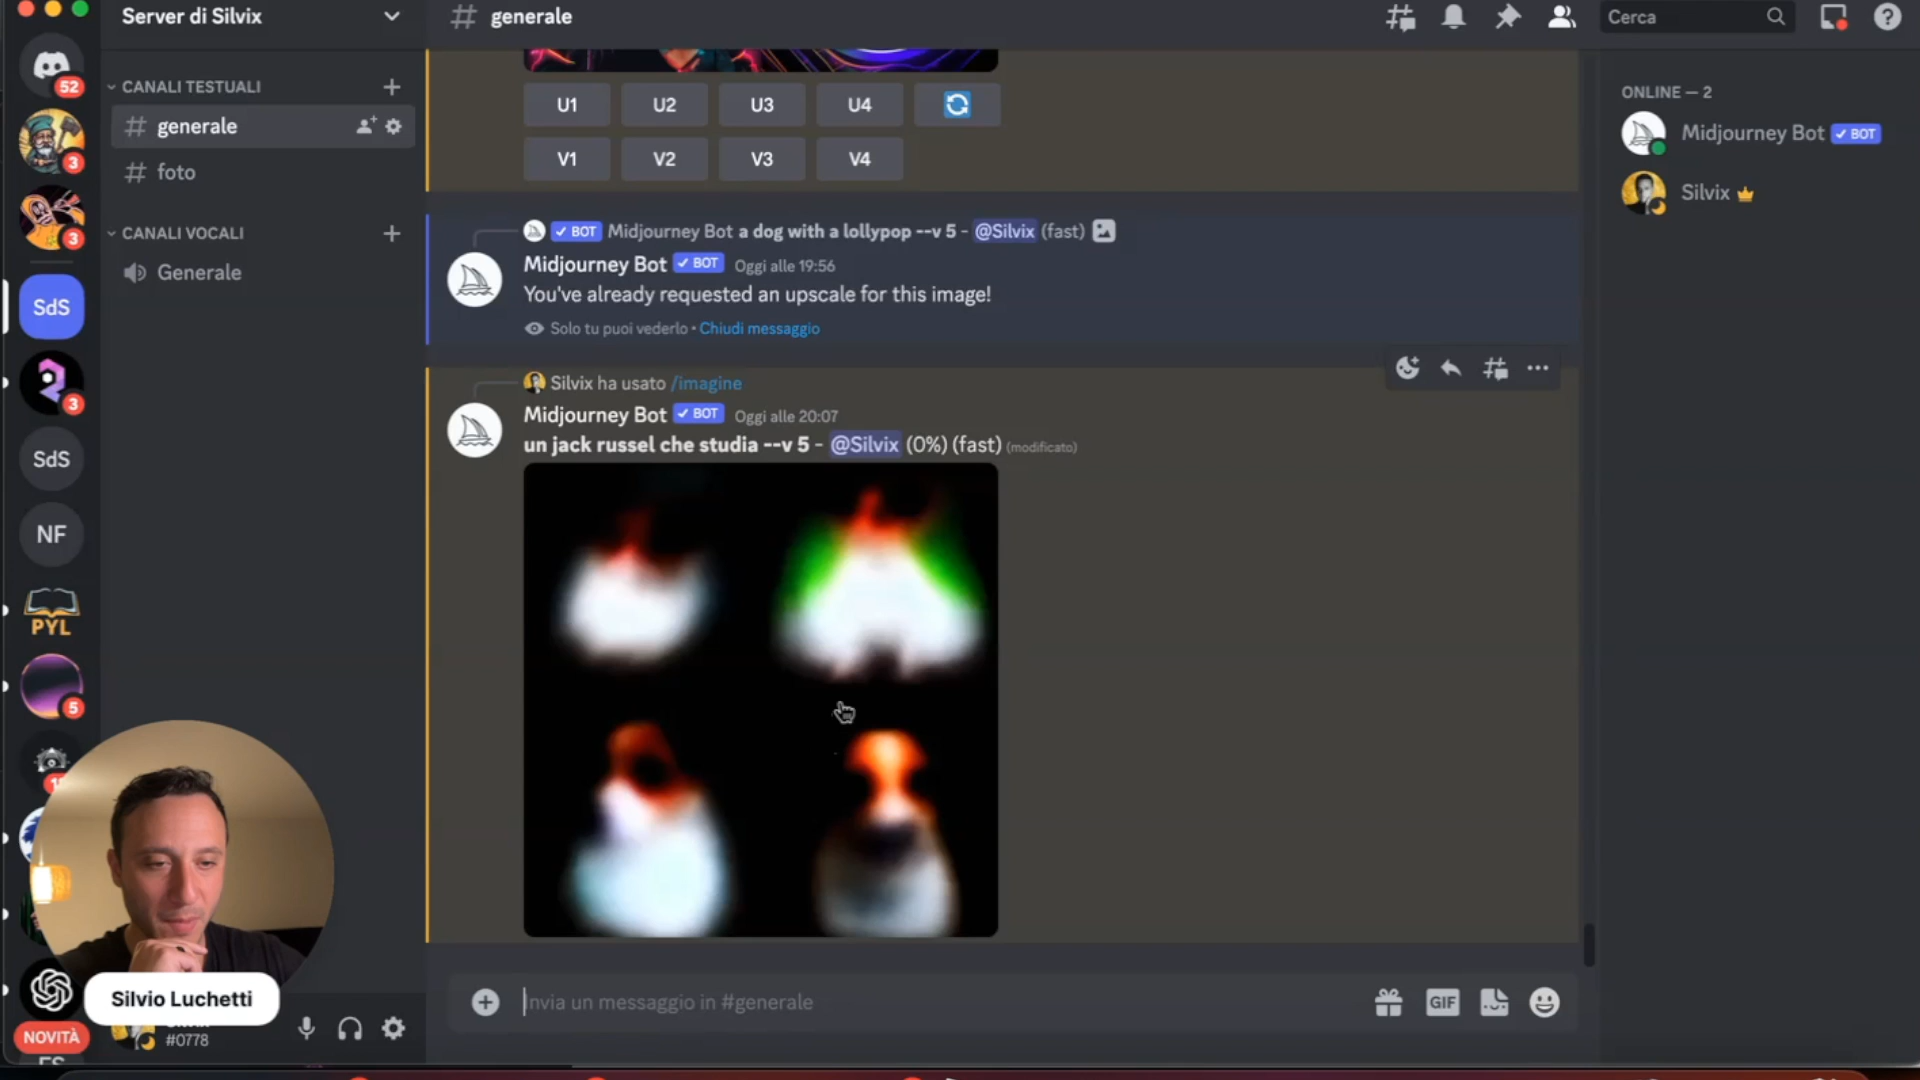 Server di Silvix
generale
Cerca
52
CANALI TESTUALI
generale
foto
3
3
CANALI VOCALI
Generale
SdS
3
SdS
NF
PYL
5
NOVITÀ
U1 U2 U3 U4
V1 V2 V3 V4
BOT Midjourney Bot a dog with a lollypop --v 5 - @Silvix (fast)
Midjourney Bot BOT Oggi alle 19:56
You've already requested an upscale for this image!
Solo tu puoi vederlo • Chiudi messaggio
Silvix ha usato /imagine
Midjourney Bot BOT Oggi alle 20:07
un jack russel che studia --v 5 - @Silvix (0%) (fast) (modificato)
Invia un messaggio in #generale
GIF
ONLINE — 2
Midjourney Bot BOT
Silvix
Silvio Luchetti
#0778